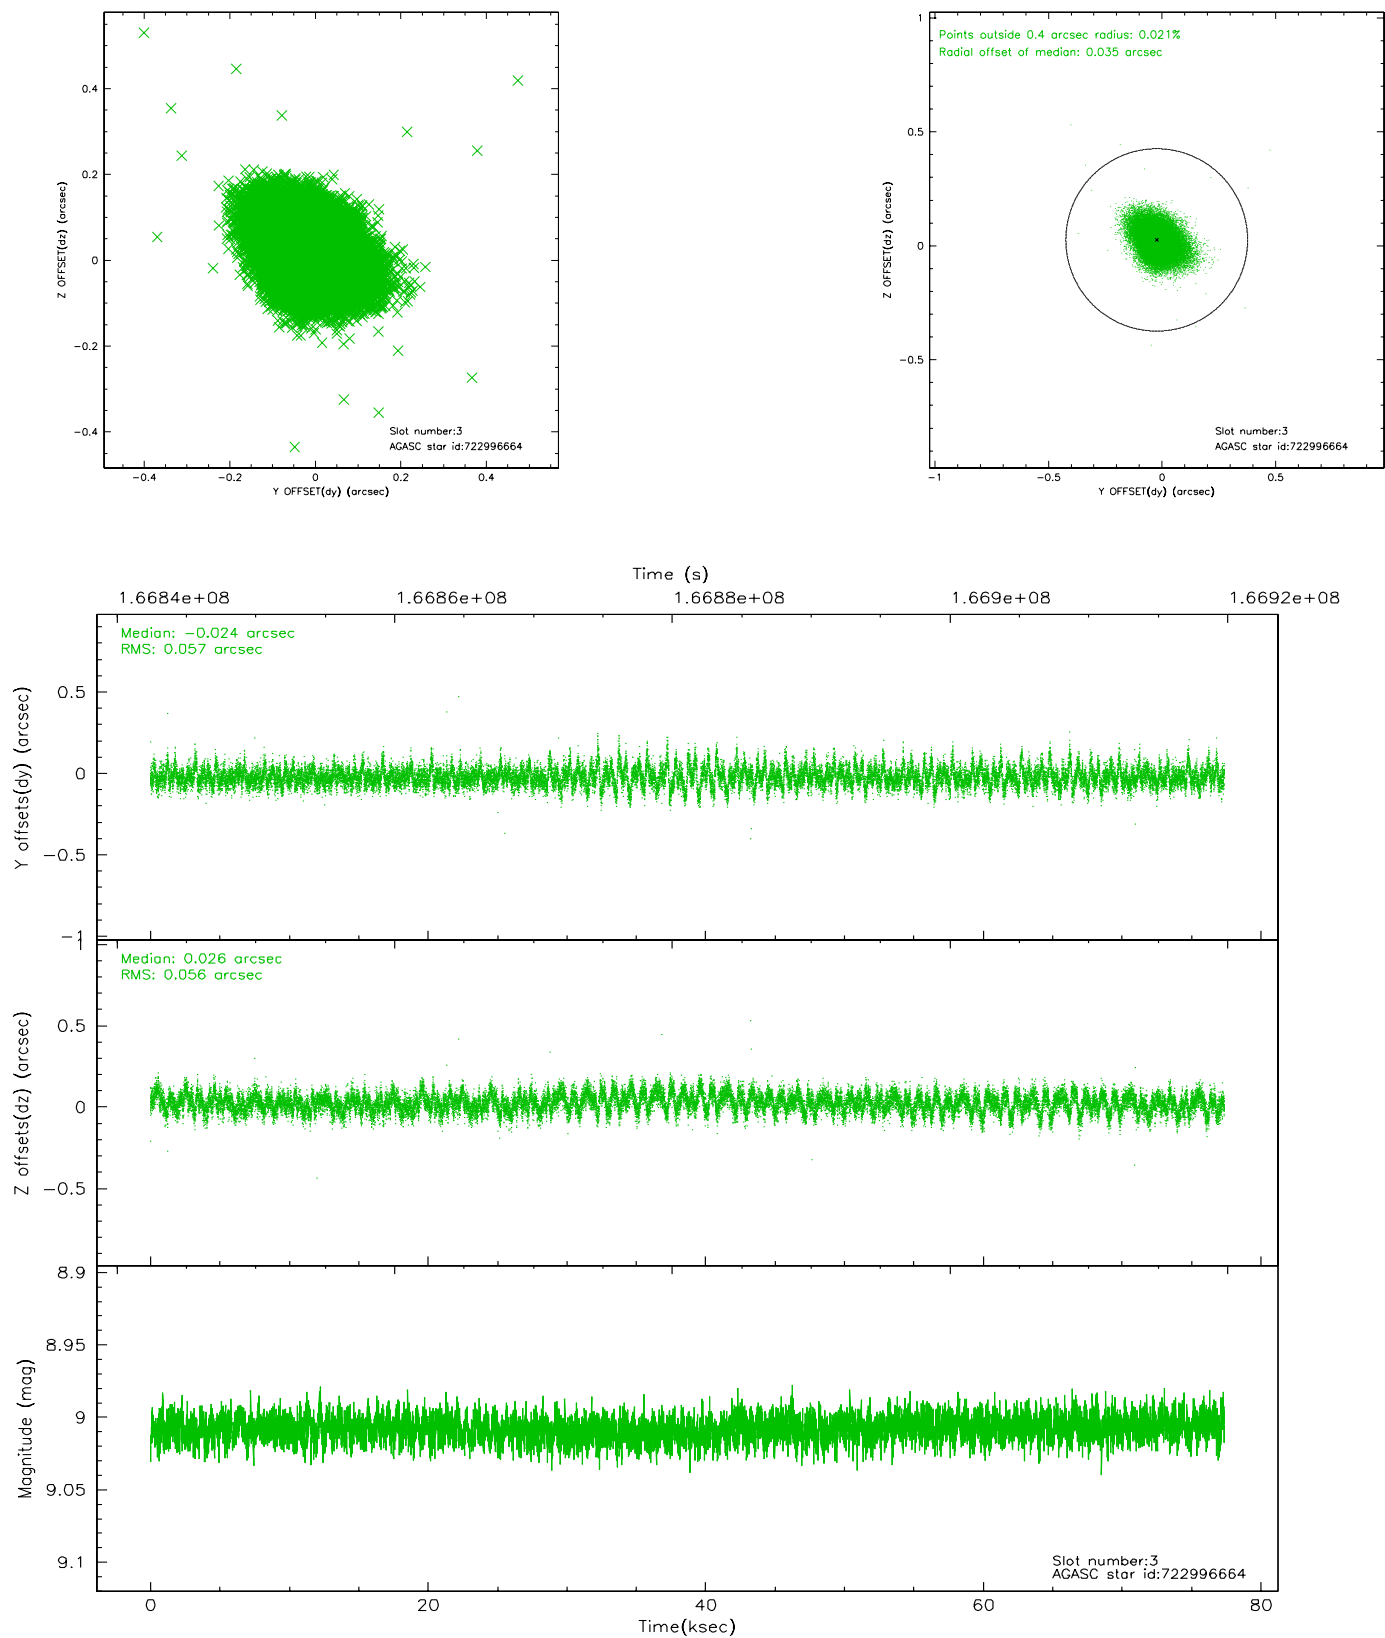 0.4
0.2
0
−0.2
−0.4
Z OFFSET(dz) (arcsec)
−0.4 −0.2 0 0.2 0.4
Y OFFSET(dy) (arcsec)
Slot number:3
AGASC star id:722996664
Points outside 0.4 arcsec radius: 0.021%
Radial offset of median: 0.035 arcsec
1
0.5
0
−0.5
Z OFFSET(dz) (arcsec)
Slot number:3
AGASC star id:722996664
−1 −0.5 0 0.5
Y OFFSET(dy) (arcsec)
Time (s)
1.6684e+08 1.6686e+08 1.6688e+08 1.669e+08 1.6692e+08
Median: −0.024 arcsec
RMS: 0.057 arcsec
0.5
0
−0.5
−1
Y offsets(dy) (arcsec)
1
Median: 0.026 arcsec
RMS: 0.056 arcsec
0.5
0
−0.5
Z offsets(dz) (arcsec)
8.9
8.95
9
9.05
9.1
Magnitude (mag)
Slot number:3
AGASC star id:722996664
0 20 40 60 80
Time(ksec)